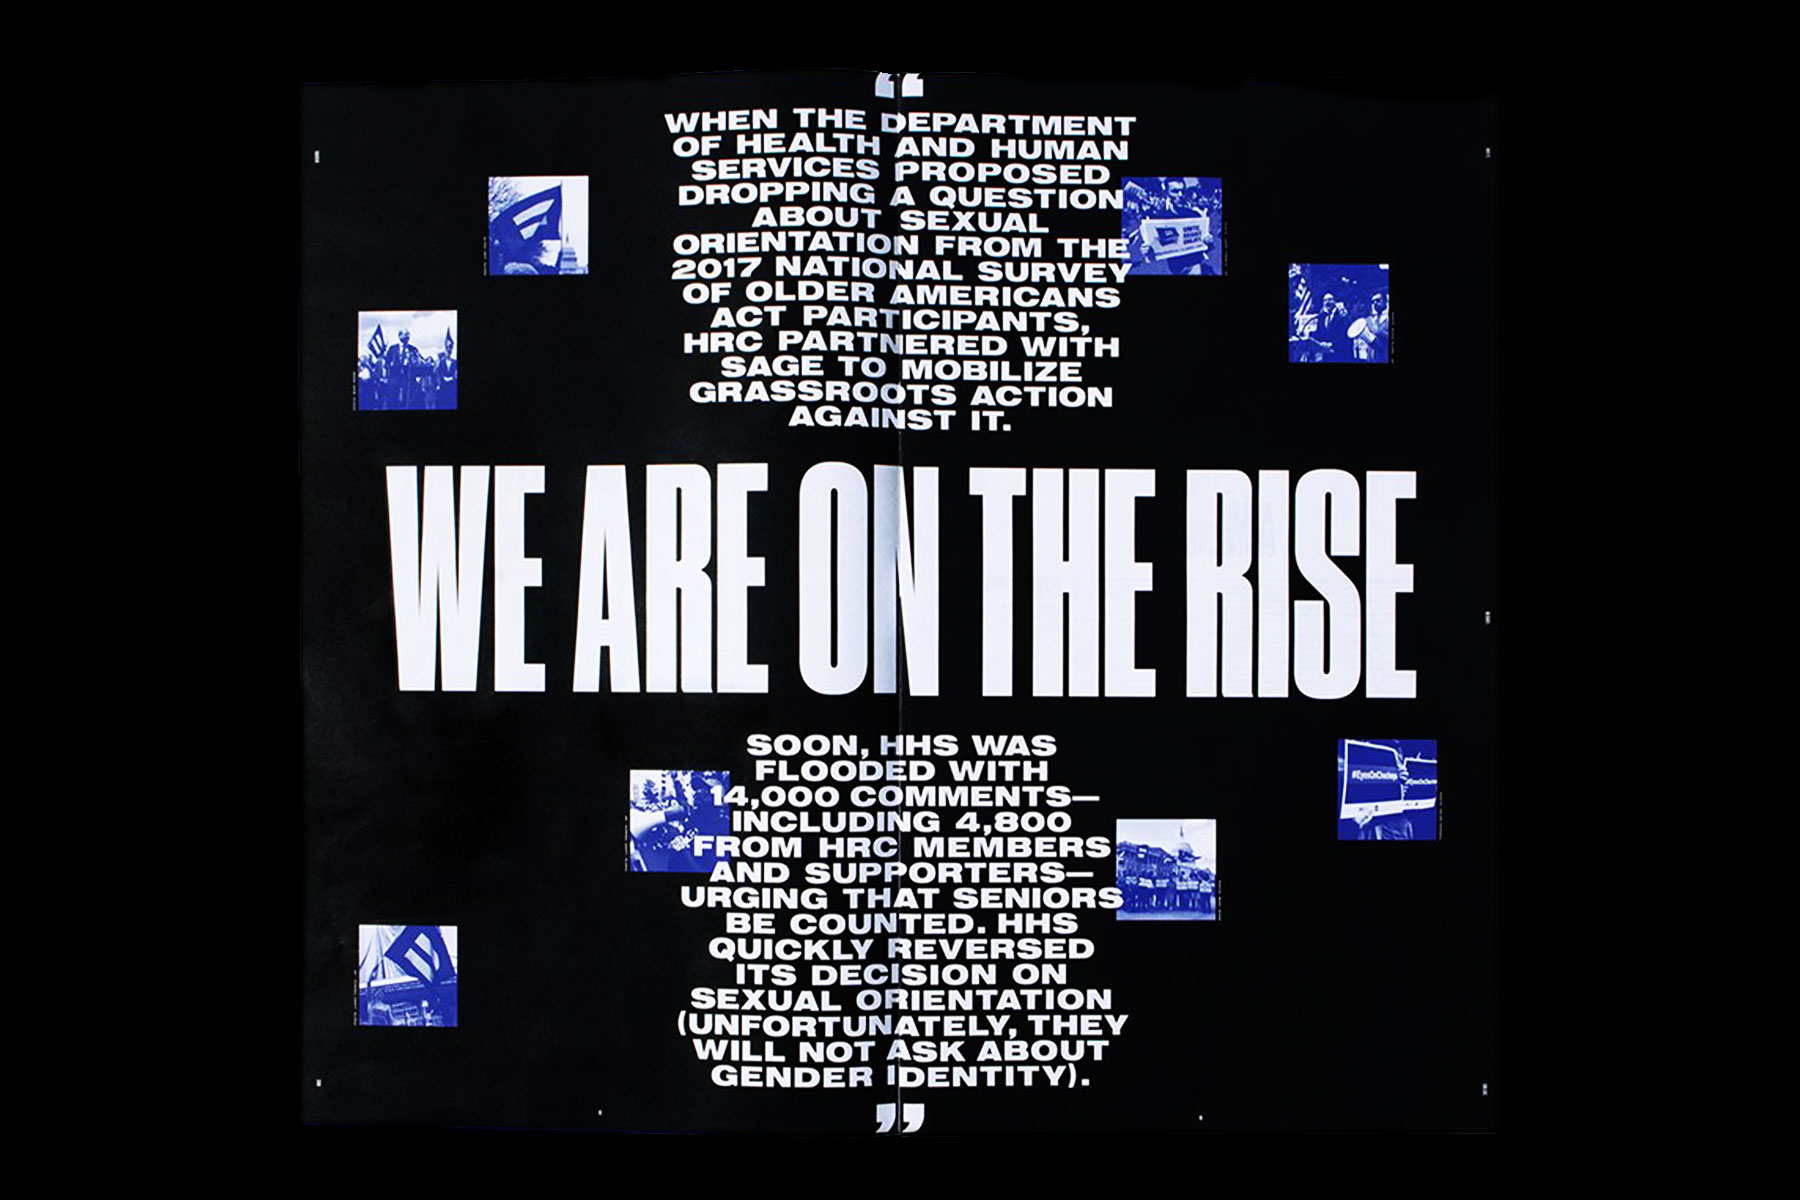 “
WHEN THE DEPARTMENT
OF HEALTH AND HUMAN
SERVICES PROPOSED
DROPPING A QUESTION
ABOUT SEXUAL
ORIENTATION FROM THE
2017 NATIONAL SURVEY
OF OLDER AMERICANS
ACT PARTICIPANTS,
HRC PARTNERED WITH
SAGE TO MOBILIZE
GRASSROOTS ACTION
AGAINST IT.
WE ARE ON THE RISE
SOON, HHS WAS
FLOODED WITH
14,000 COMMENTS—
INCLUDING 4,800
FROM HRC MEMBERS
AND SUPPORTERS—
URGING THAT SENIORS
BE COUNTED. HHS
QUICKLY REVERSED
ITS DECISION ON
SEXUAL ORIENTATION
(UNFORTUNATELY, THEY
WILL NOT ASK ABOUT
GENDER IDENTITY).
”
#EyesOnChechnya